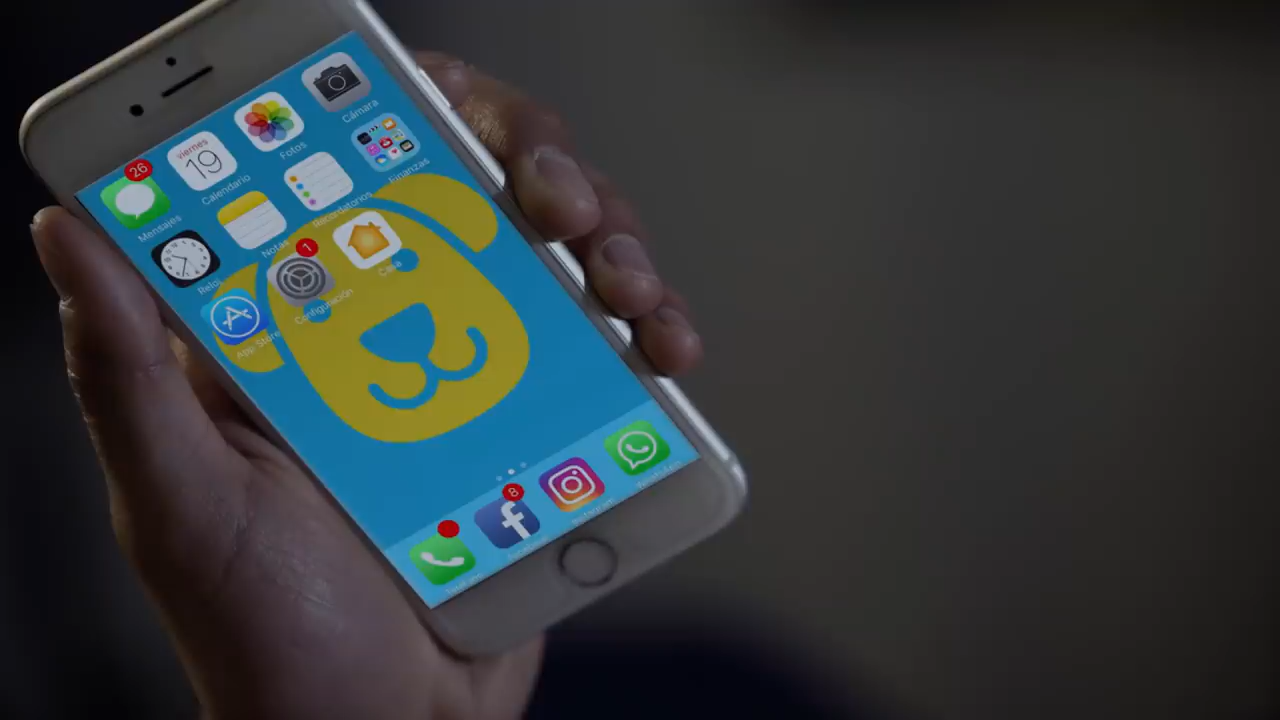 26
Mensajes
viernes
19
Calendario
Fotos
Cámara
Reloj
Notas
Recordatorios
Finanzas
App Store
1
Configuración
Casa
8